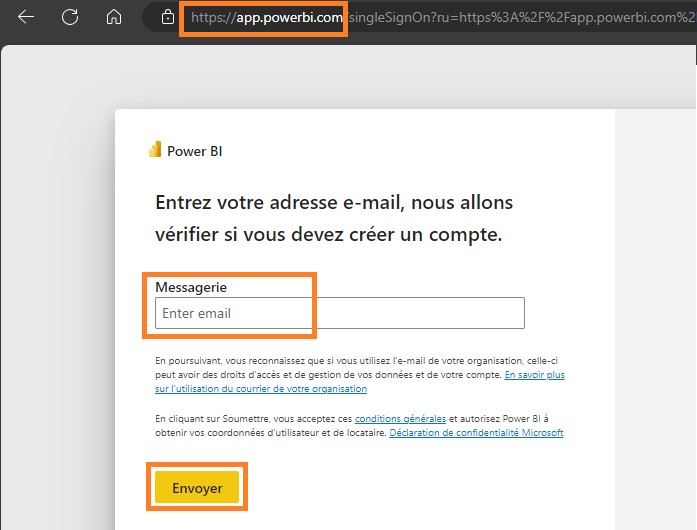 https://app.powerbi.com/singleSignOn?ru=https%3A%2F%2Fapp.powerbi.com%2
Power BI
Entrez votre adresse e-mail, nous allons
vérifier si vous devez créer un compte.
Messagerie
Enter email
En poursuivant, vous reconnaissez que si vous utilisez l'e-mail de votre organisation, celle-ci
peut avoir des droits d'accès et de gestion de vos données et de votre compte. En savoir plus
sur l'utilisation du courrier de votre organisation
En cliquant sur Soumettre, vous acceptez ces conditions générales et autorisez Power BI à
obtenir vos coordonnées d'utilisateur et de locataire. Déclaration de confidentialité Microsoft
Envoyer